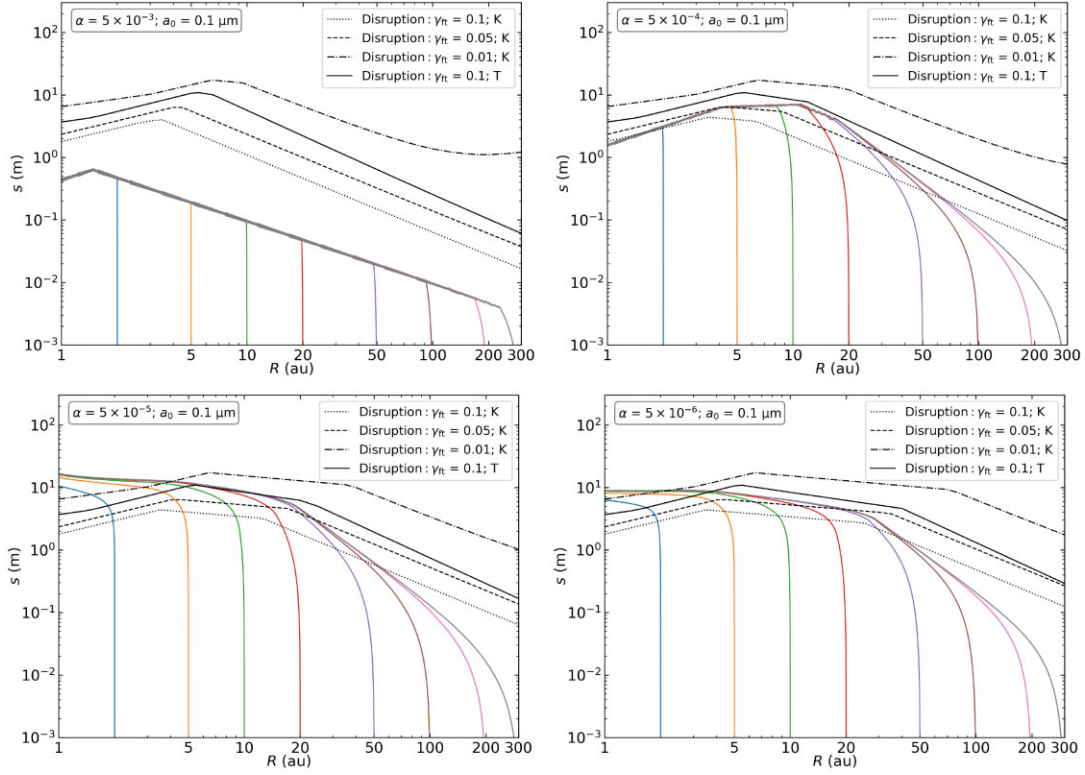 α = 5 × 10⁻³; a₀ = 0.1 μm
Disruption : γft = 0.1; K
Disruption : γft = 0.05; K
Disruption : γft = 0.01; K
Disruption : γft = 0.1; T
10²
10¹
10⁰
10⁻¹
10⁻²
10⁻³
s (m)
1 5 10 20 50 100 200 300
R (au)
α = 5 × 10⁻⁴; a₀ = 0.1 μm
Disruption : γft = 0.1; K
Disruption : γft = 0.05; K
Disruption : γft = 0.01; K
Disruption : γft = 0.1; T
10²
10¹
10⁰
10⁻¹
10⁻²
10⁻³
s (m)
1 5 10 20 50 100 200 300
R (au)
α = 5 × 10⁻⁵; a₀ = 0.1 μm
Disruption : γft = 0.1; K
Disruption : γft = 0.05; K
Disruption : γft = 0.01; K
Disruption : γft = 0.1; T
10²
10¹
10⁰
10⁻¹
10⁻²
10⁻³
s (m)
1 5 10 20 50 100 200 300
R (au)
α = 5 × 10⁻⁶; a₀ = 0.1 μm
Disruption : γft = 0.1; K
Disruption : γft = 0.05; K
Disruption : γft = 0.01; K
Disruption : γft = 0.1; T
10²
10¹
10⁰
10⁻¹
10⁻²
10⁻³
s (m)
1 5 10 20 50 100 200 300
R (au)